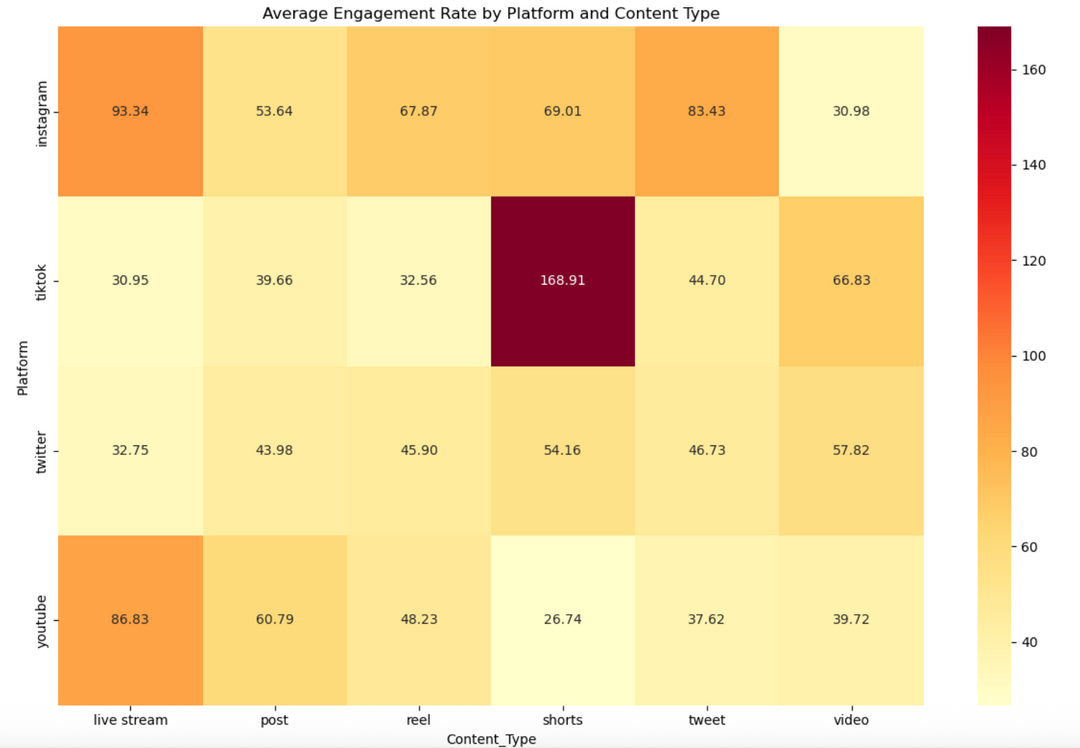 Average Engagement Rate by Platform and Content Type
instagram 93.34 53.64 67.87 69.01 83.43 30.98
tiktok 30.95 39.66 32.56 168.91 44.70 66.83
twitter 32.75 43.98 45.90 54.16 46.73 57.82
youtube 86.83 60.79 48.23 26.74 37.62 39.72
Platform
live stream post reel shorts tweet video
Content_Type
160
140
120
100
80
60
40